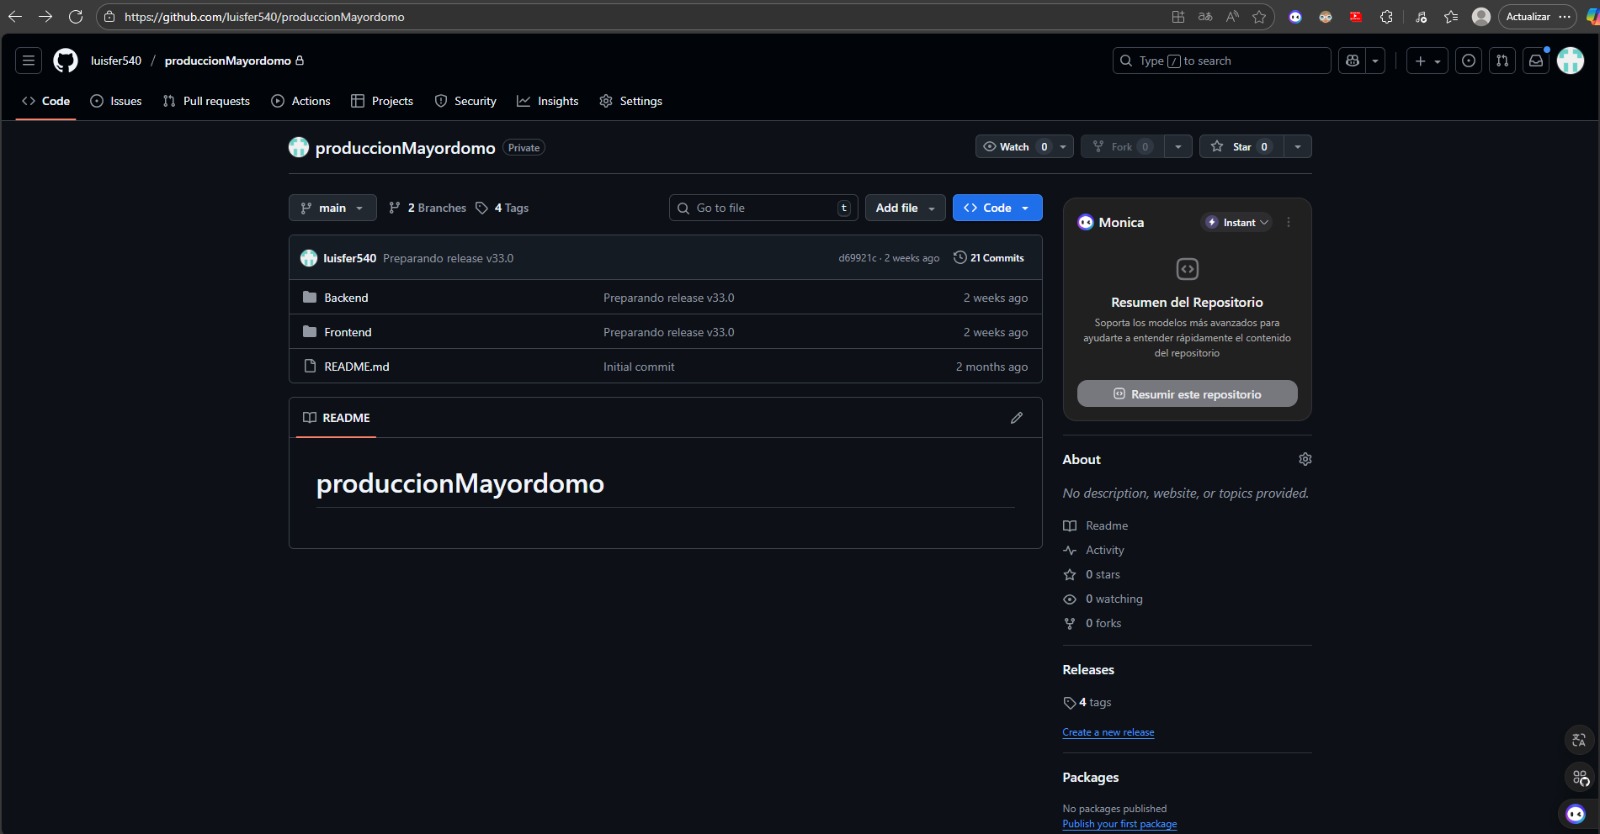 https://github.com/luisfer540/produccionMayordomo
Actualizar
luisfer540 / produccionMayordomo
Type / to search
Code Issues Pull requests Actions Projects Security Insights Settings
produccionMayordomo Private
Watch 0 Fork 0 Star 0
main 2 Branches 4 Tags Go to file t Add file Code
luisfer540 Preparando release v33.0 d69921c · 2 weeks ago 21 Commits
Backend Preparando release v33.0 2 weeks ago
Frontend Preparando release v33.0 2 weeks ago
README.md Initial commit 2 months ago
README
produccionMayordomo
Monica Instant
Resumen del Repositorio
Soporta los modelos más avanzados para
ayudarte a entender rápidamente el contenido
del repositorio
Resumir este repositorio
About
No description, website, or topics provided.
Readme
Activity
0 stars
0 watching
0 forks
Releases
4 tags
Create a new release
Packages
No packages published
Publish your first package